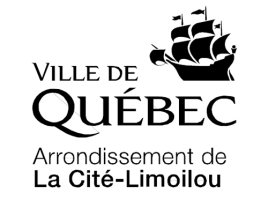 VILLE DE
QUÉBEC
Arrondissement de
La Cité-Limoilou